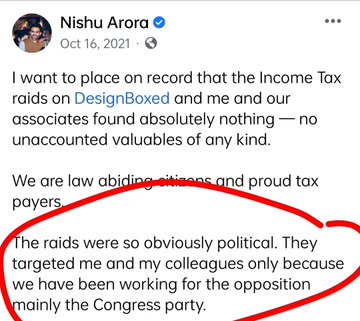 Nishu Arora
Oct 16, 2021 ·
I want to place on record that the Income Tax
raids on DesignBoxed and me and our
associates found absolutely nothing — no
unaccounted valuables of any kind.
We are law abiding citizens and proud tax
payers.
The raids were so obviously political. They
targeted me and my colleagues only because
we have been working for the opposition
mainly the Congress party.